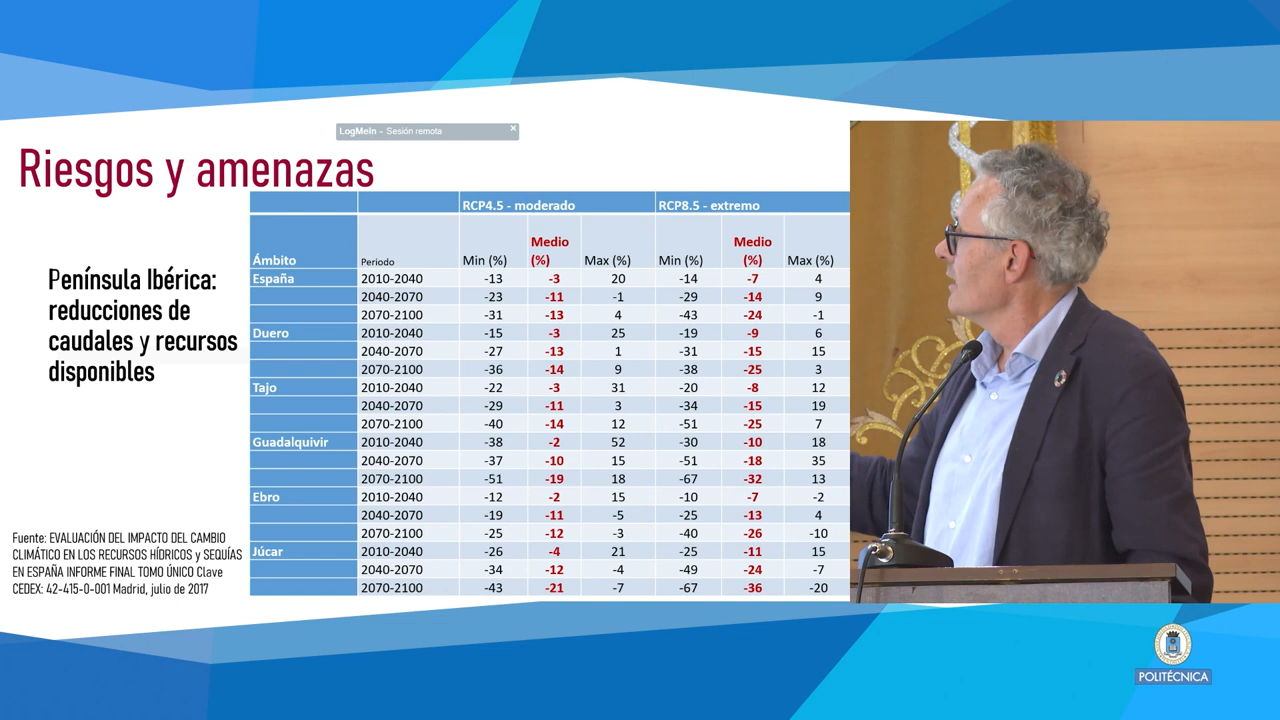 LogMeIn - Sesión remota
Riesgos y amenazas
Península Ibérica:
reducciones de
caudales y recursos
disponibles
RCP4.5 - moderado RCP8.5 - extremo
Medio Medio
Ámbito Periodo Min (%) (%) Max (%) Min (%) (%) Max (%)
España 2010-2040 -13 -3 20 -14 -7 4
2040-2070 -23 -11 -1 -29 -14 9
2070-2100 -31 -13 4 -43 -24 -1
Duero 2010-2040 -15 -3 25 -19 -9 6
2040-2070 -27 -13 1 -31 -15 15
2070-2100 -36 -14 9 -38 -25 3
Tajo 2010-2040 -22 -3 31 -20 -8 12
2040-2070 -29 -11 3 -34 -15 19
2070-2100 -40 -14 12 -51 -25 7
Guadalquivir 2010-2040 -38 -2 52 -30 -10 18
2040-2070 -37 -10 15 -51 -18 35
2070-2100 -51 -19 18 -67 -32 13
Ebro 2010-2040 -12 -2 15 -10 -7 -2
2040-2070 -19 -11 -5 -25 -13 4
2070-2100 -25 -12 -3 -40 -26 -10
Júcar 2010-2040 -26 -4 21 -25 -11 15
2040-2070 -34 -12 -4 -49 -24 -7
2070-2100 -43 -21 -7 -67 -36 -20
Fuente: EVALUACIÓN DEL IMPACTO DEL CAMBIO
CLIMÁTICO EN LOS RECURSOS HÍDRICOS y SEQUÍAS
EN ESPAÑA INFORME FINAL TOMO ÚNICO Clave
CEDEX: 42-415-0-001 Madrid, julio de 2017
POLITÉCNICA